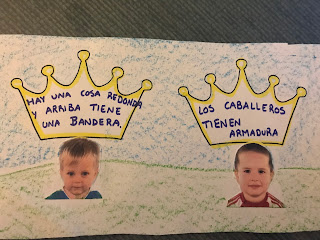 HAY UNA COSA REDONDA
Y ARRIBA TIENE
UNA BANDERA.
LOS CABALLEROS
TIENEN
ARMADURA